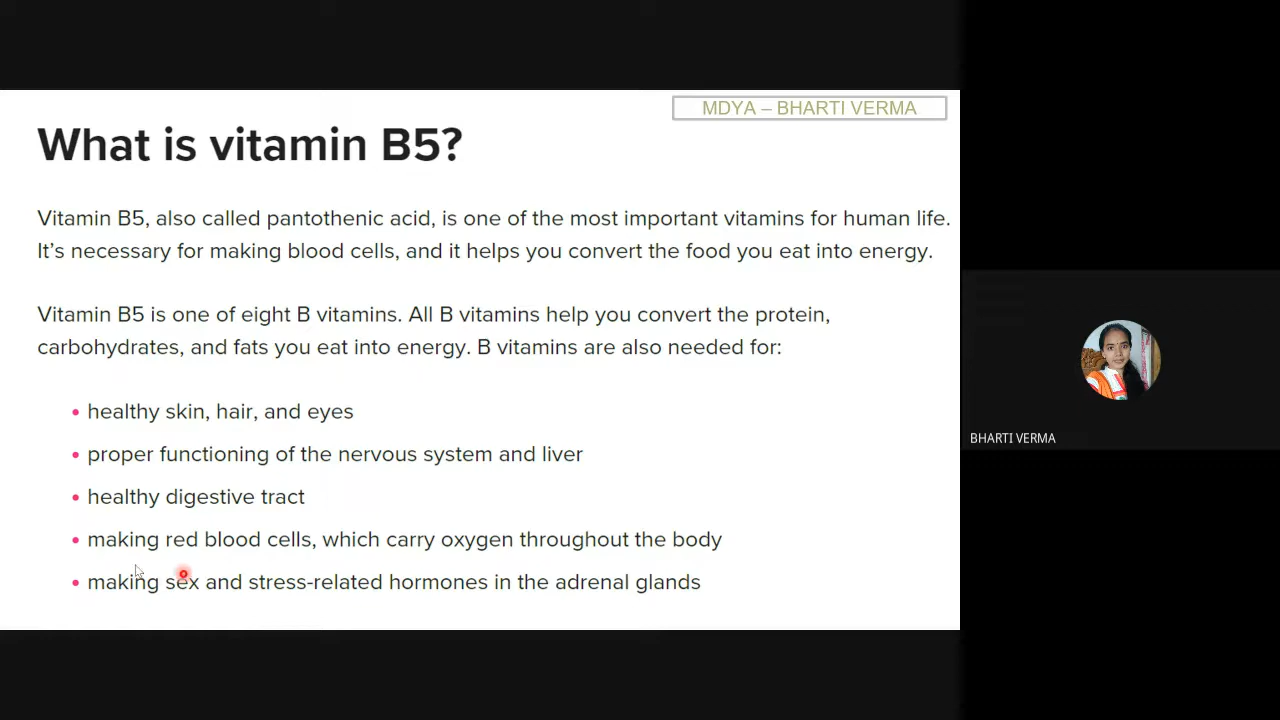 MDYA – BHARTI VERMA
What is vitamin B5?
Vitamin B5, also called pantothenic acid, is one of the most important vitamins for human life.
It’s necessary for making blood cells, and it helps you convert the food you eat into energy.
Vitamin B5 is one of eight B vitamins. All B vitamins help you convert the protein,
carbohydrates, and fats you eat into energy. B vitamins are also needed for:
• healthy skin, hair, and eyes
• proper functioning of the nervous system and liver
• healthy digestive tract
• making red blood cells, which carry oxygen throughout the body
• making sex and stress-related hormones in the adrenal glands
BHARTI VERMA